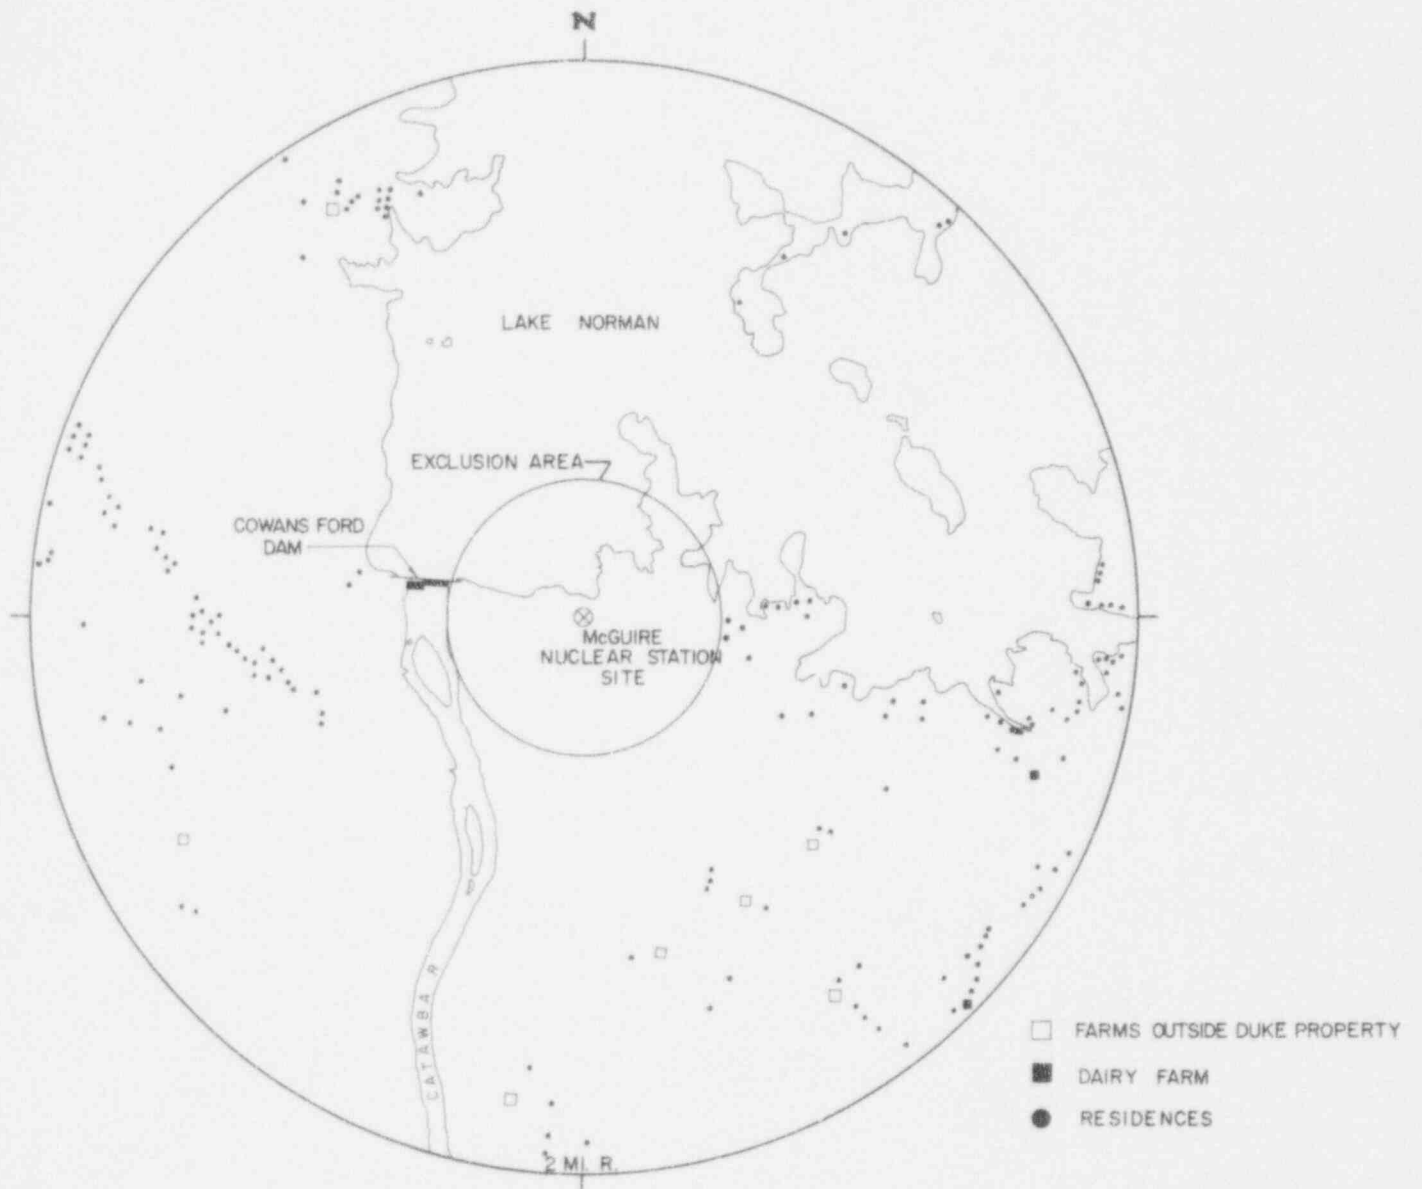 N
LAKE NORMAN
EXCLUSION AREA
COWANS FORD
DAM
McGUIRE
NUCLEAR STATION
SITE
CATAWBA R
2 MI. R.
FARMS OUTSIDE DUKE PROPERTY
DAIRY FARM
RESIDENCES